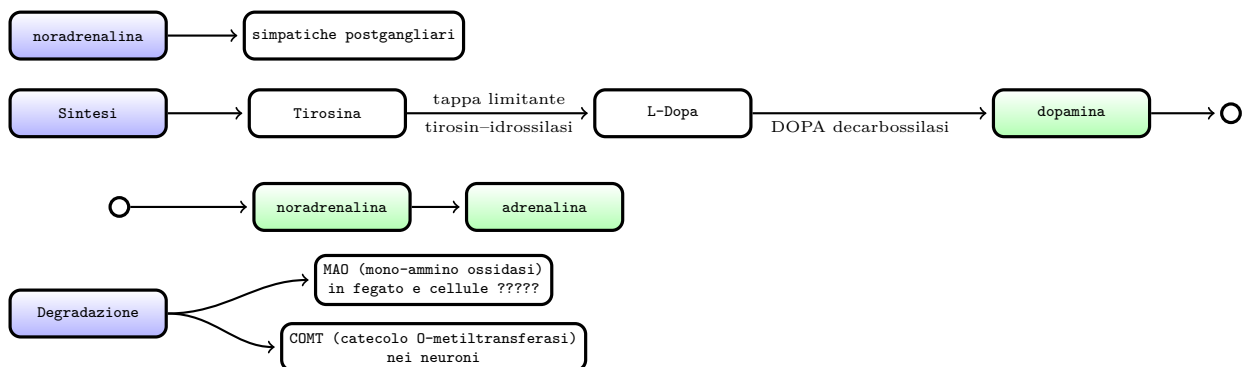 noradrenalina
simpatiche postgangliari
Sintesi
Tirosina
tappa limitante
tirosin–idrossilasi
L-Dopa
DOPA decarbossilasi
dopamina
noradrenalina
adrenalina
Degradazione
MAO (mono-ammino ossidasi)
in fegato e cellule ?????
COMT (catecolo O-metiltransferasi)
nei neuroni